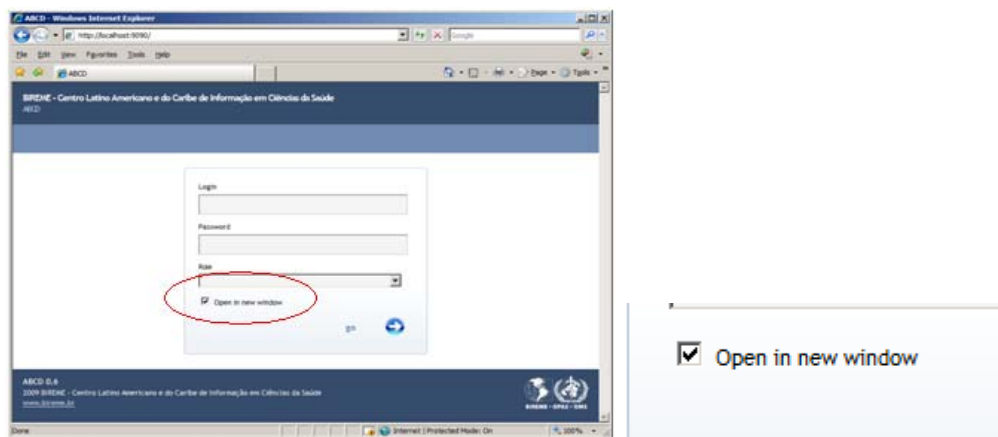 ABCD - Windows Internet Explorer
http://localhost:9090/
Google
File Edit View Favorites Tools Help
ABCD
Page Tools
BIREME - Centro Latino Americano e do Caribe de Informação em Ciências da Saúde
ABCD
Login
Password
Role
Open in new window
ABCD 0.6
2009 BIREME - Centro Latino Americano e do Caribe de Informação em Ciências da Saúde
www.bireme.br
BIREME - OPAS - OMS
Done
Internet | Protected Mode: On
100%
Open in new window